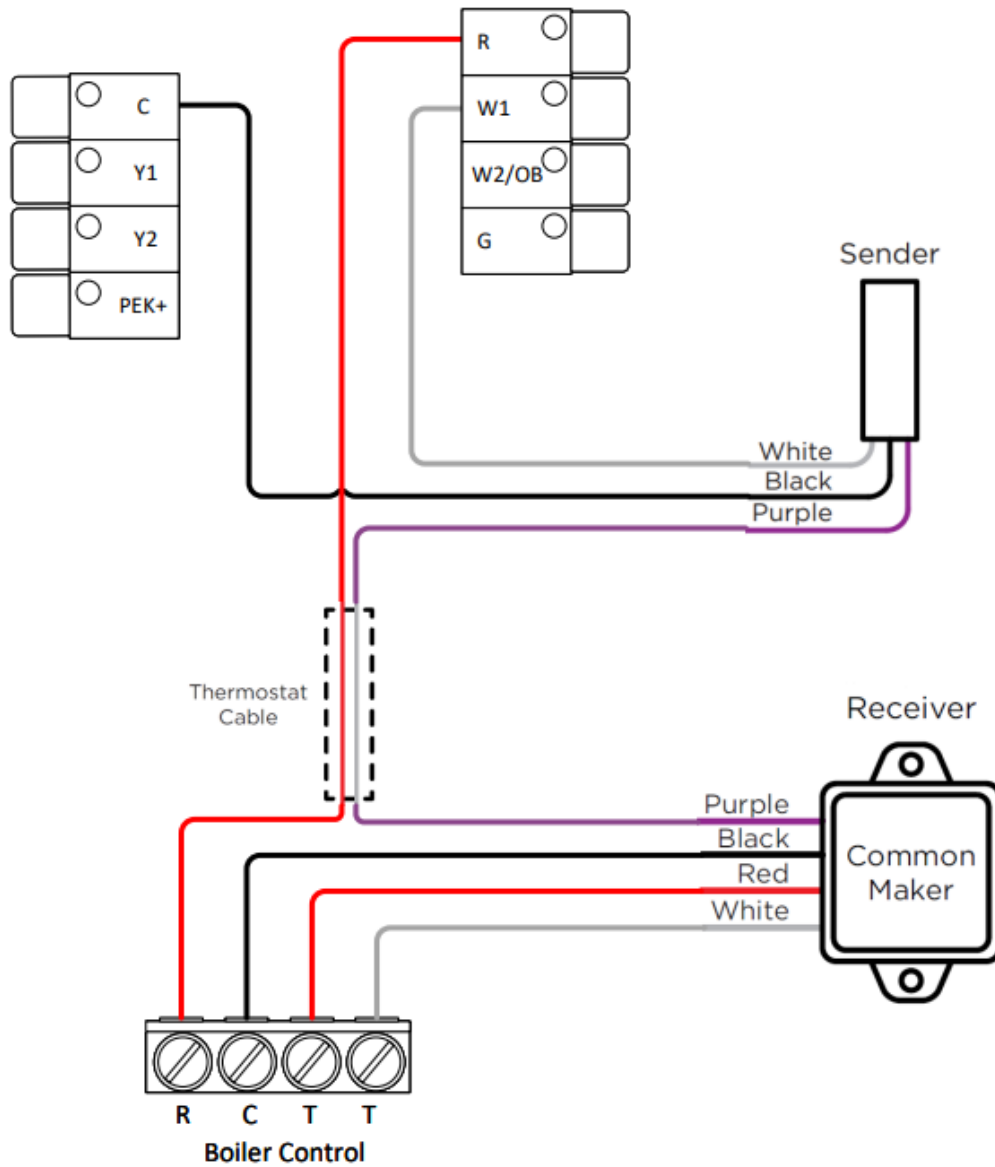 R
W1
W2/OB
G
C
Y1
Y2
PEK+
Sender
White
Black
Purple
Thermostat
Cable
Receiver
Purple
Black
Red
White
Common
Maker
R C T T
Boiler Control